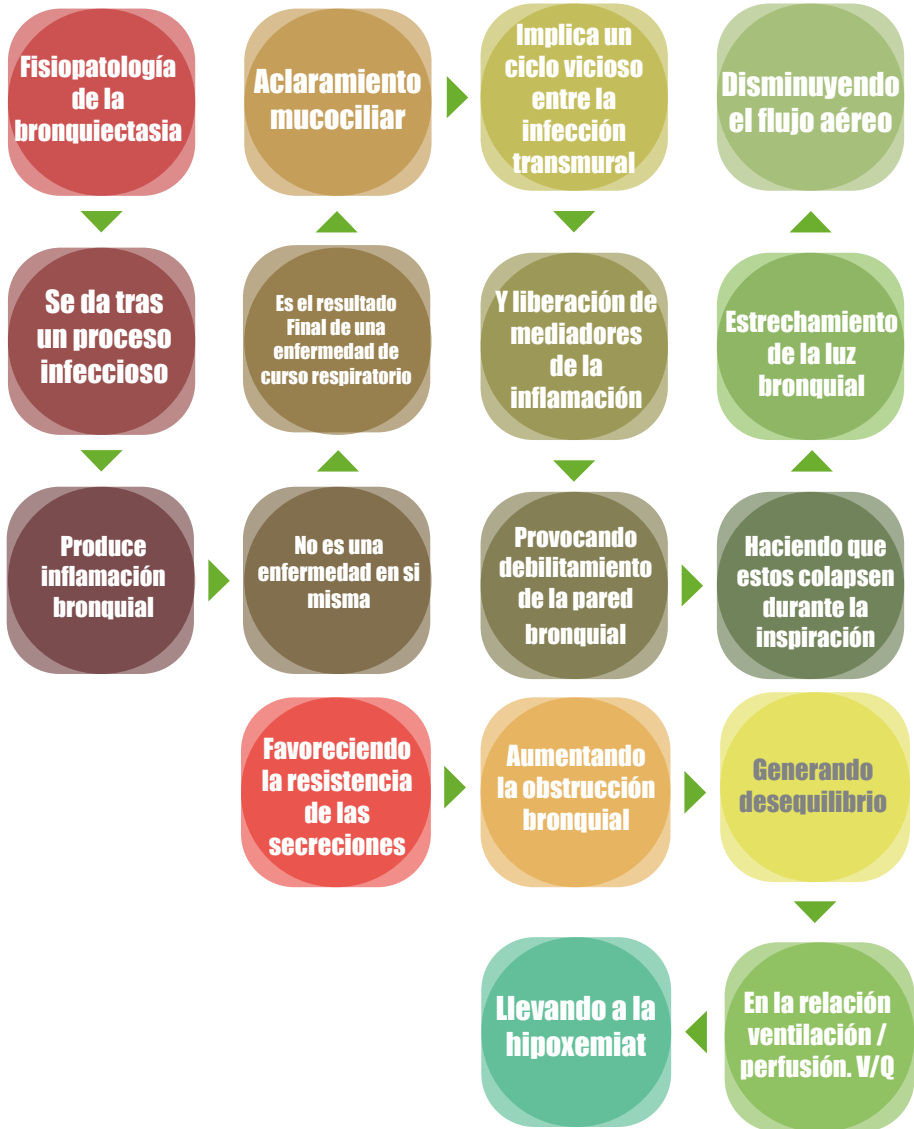 Fisiopatología
de la
bronquiectasia
Se da tras
un proceso
infeccioso
Produce
inflamación
bronquial
No es una
enfermedad en si
misma
Es el resultado
Final de una
enfermedad de
curso respiratorio
Aclaramiento
mucociliar
Implica un
ciclo vicioso
entre la
infección
transmural
Y liberación de
mediadores
de la
inflamación
Provocando
debilitamiento
de la pared
bronquial
Haciendo que
estos colapsen
durante la
inspiración
Estrechamiento
de la luz
bronquial
Disminuyendo
el flujo aéreo
Favoreciendo
la resistencia
de las
secreciones
Aumentando
la obstrucción
bronquial
Generando
desequilibrio
En la relación
ventilación /
perfusión. V/Q
Llevando a la
hipoxemiat